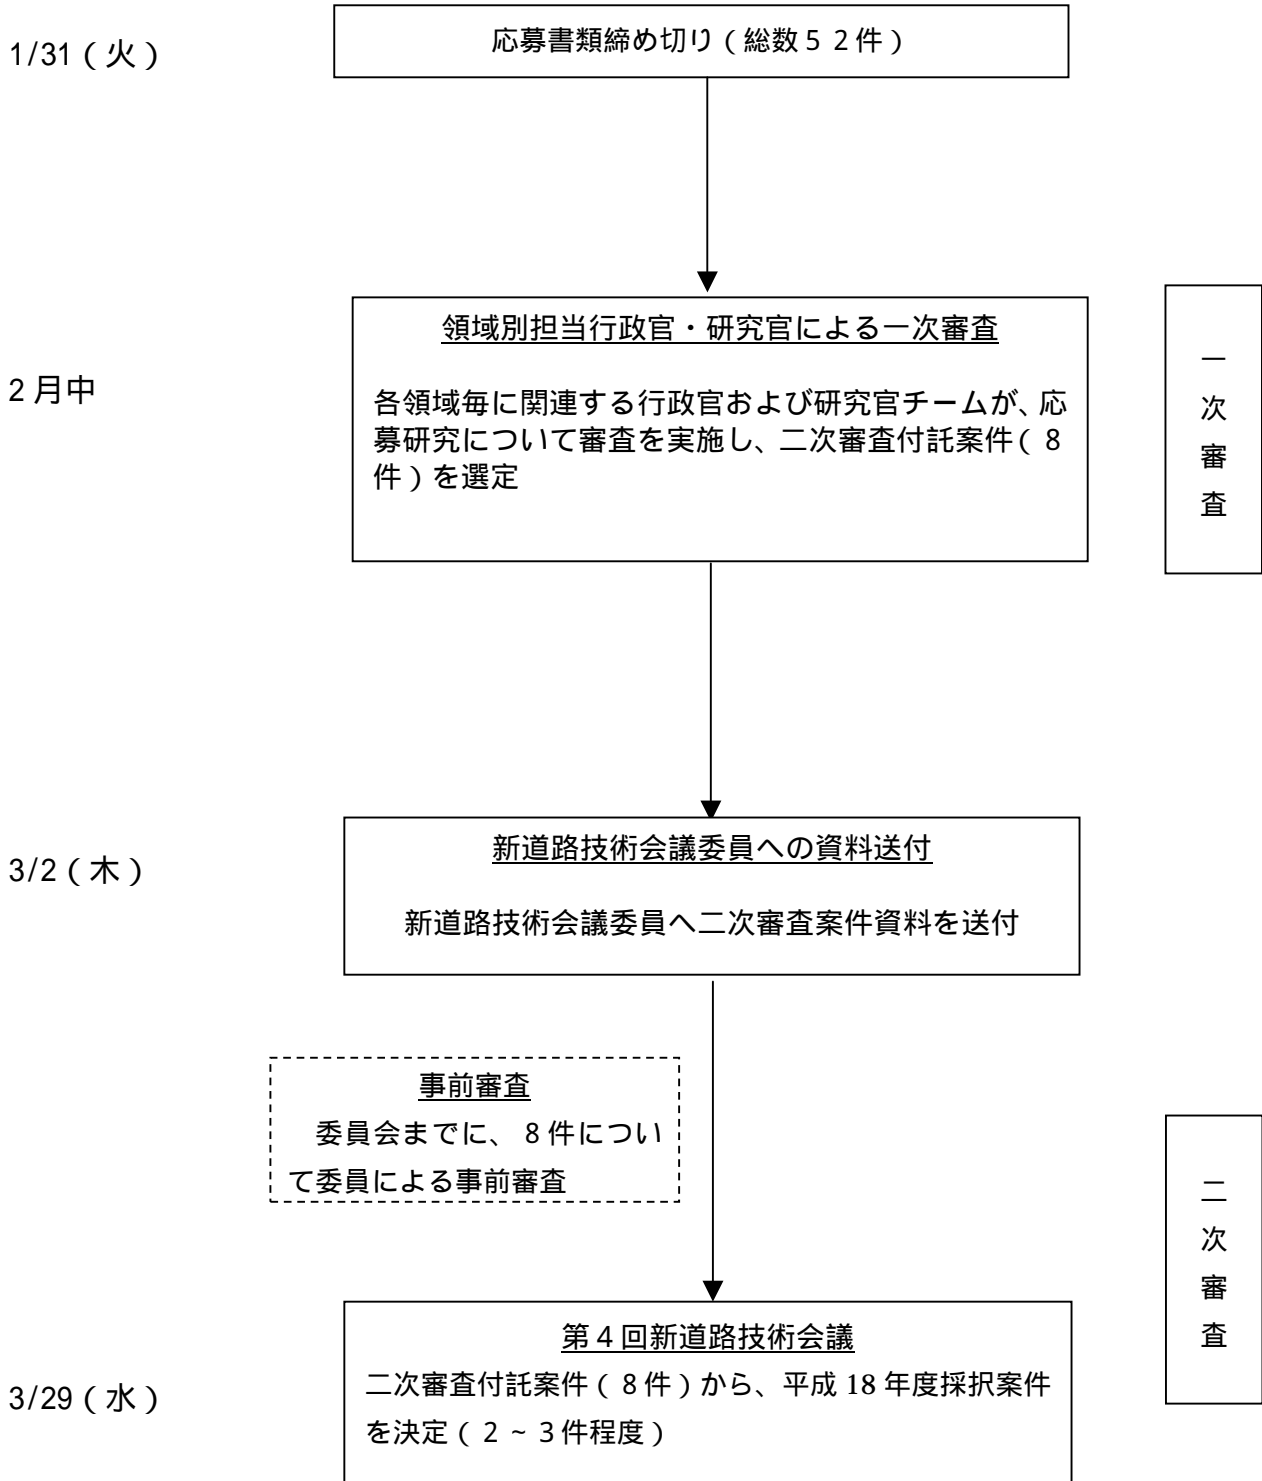 1/31（火）
応募書類締め切り（総数５２件）
領域別担当行政官・研究官による一次審査
2 月中
各領域毎に関連する行政官および研究官チームが、応
募研究について審査を実施し、二次審査付託案件（８
件）を選定
一次審査
3/2（木）
新道路技術会議委員への資料送付
新道路技術会議委員へ二次審査案件資料を送付
事前審査
委員会までに、８件につい
て委員による事前審査
二次審査
3/29（水）
第４回新道路技術会議
二次審査付託案件（８件）から、平成 18 年度採択案件
を決定（２～３件程度）